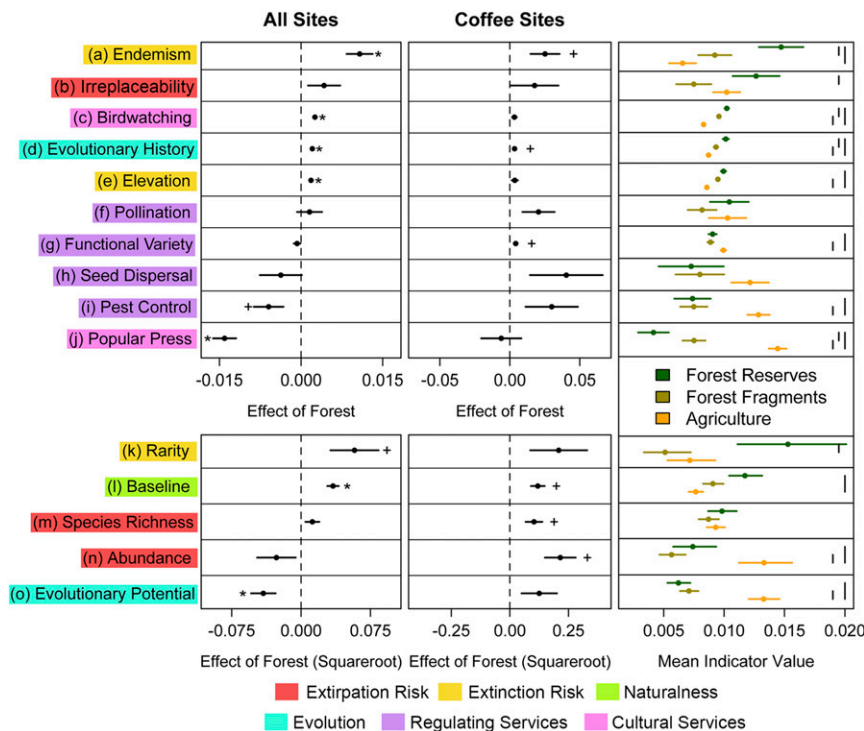 All Sites
Coffee Sites
(a) Endemism
*
+
(b) Irreplaceability
(c) Birdwatching
*
(d) Evolutionary History
*
+
(e) Elevation
*
(f) Pollination
(g) Functional Variety
+
(h) Seed Dispersal
(i) Pest Control
+
(j) Popular Press
*
-0.015 0.000 0.015
-0.05 0.00 0.05
Effect of Forest
Effect of Forest
Forest Reserves
Forest Fragments
Agriculture
(k) Rarity
+
(l) Baseline
*
+
(m) Species Richness
+
(n) Abundance
+
(o) Evolutionary Potential
*
-0.075 0.000 0.075
-0.25 0.00 0.25
0.005 0.010 0.015 0.020
Effect of Forest (Squareroot)
Effect of Forest (Squareroot)
Mean Indicator Value
Extirpation Risk
Extinction Risk
Naturalness
Evolution
Regulating Services
Cultural Services